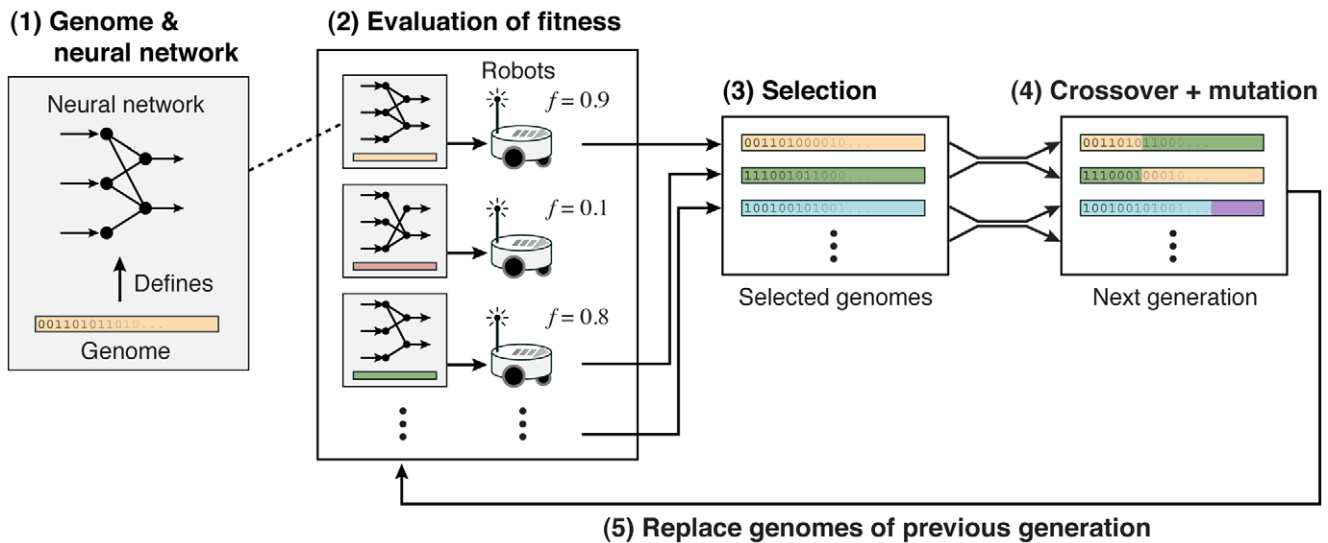 (1) Genome &
neural network
Neural network
Defines
001101011010...
Genome
(2) Evaluation of fitness
Robots
f = 0.9
f = 0.1
f = 0.8
(3) Selection
001101000010...
111001011000...
100100101001...
Selected genomes
(4) Crossover + mutation
001101011000...
111000100010...
100100101001...
Next generation
(5) Replace genomes of previous generation